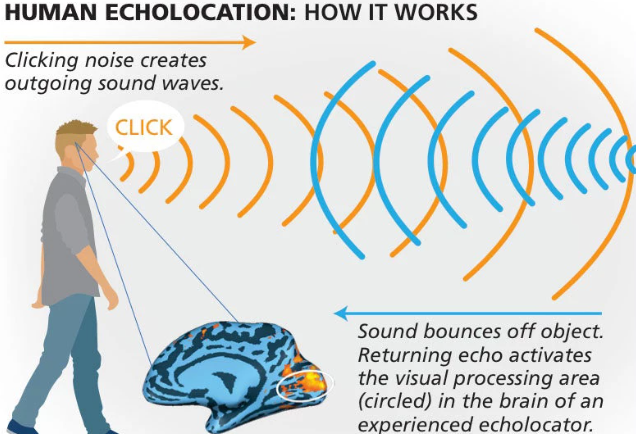 HUMAN ECHOLOCATION: HOW IT WORKS
Clicking noise creates
outgoing sound waves.
CLICK
Sound bounces off object.
Returning echo activates
the visual processing area
(circled) in the brain of an
experienced echolocator.